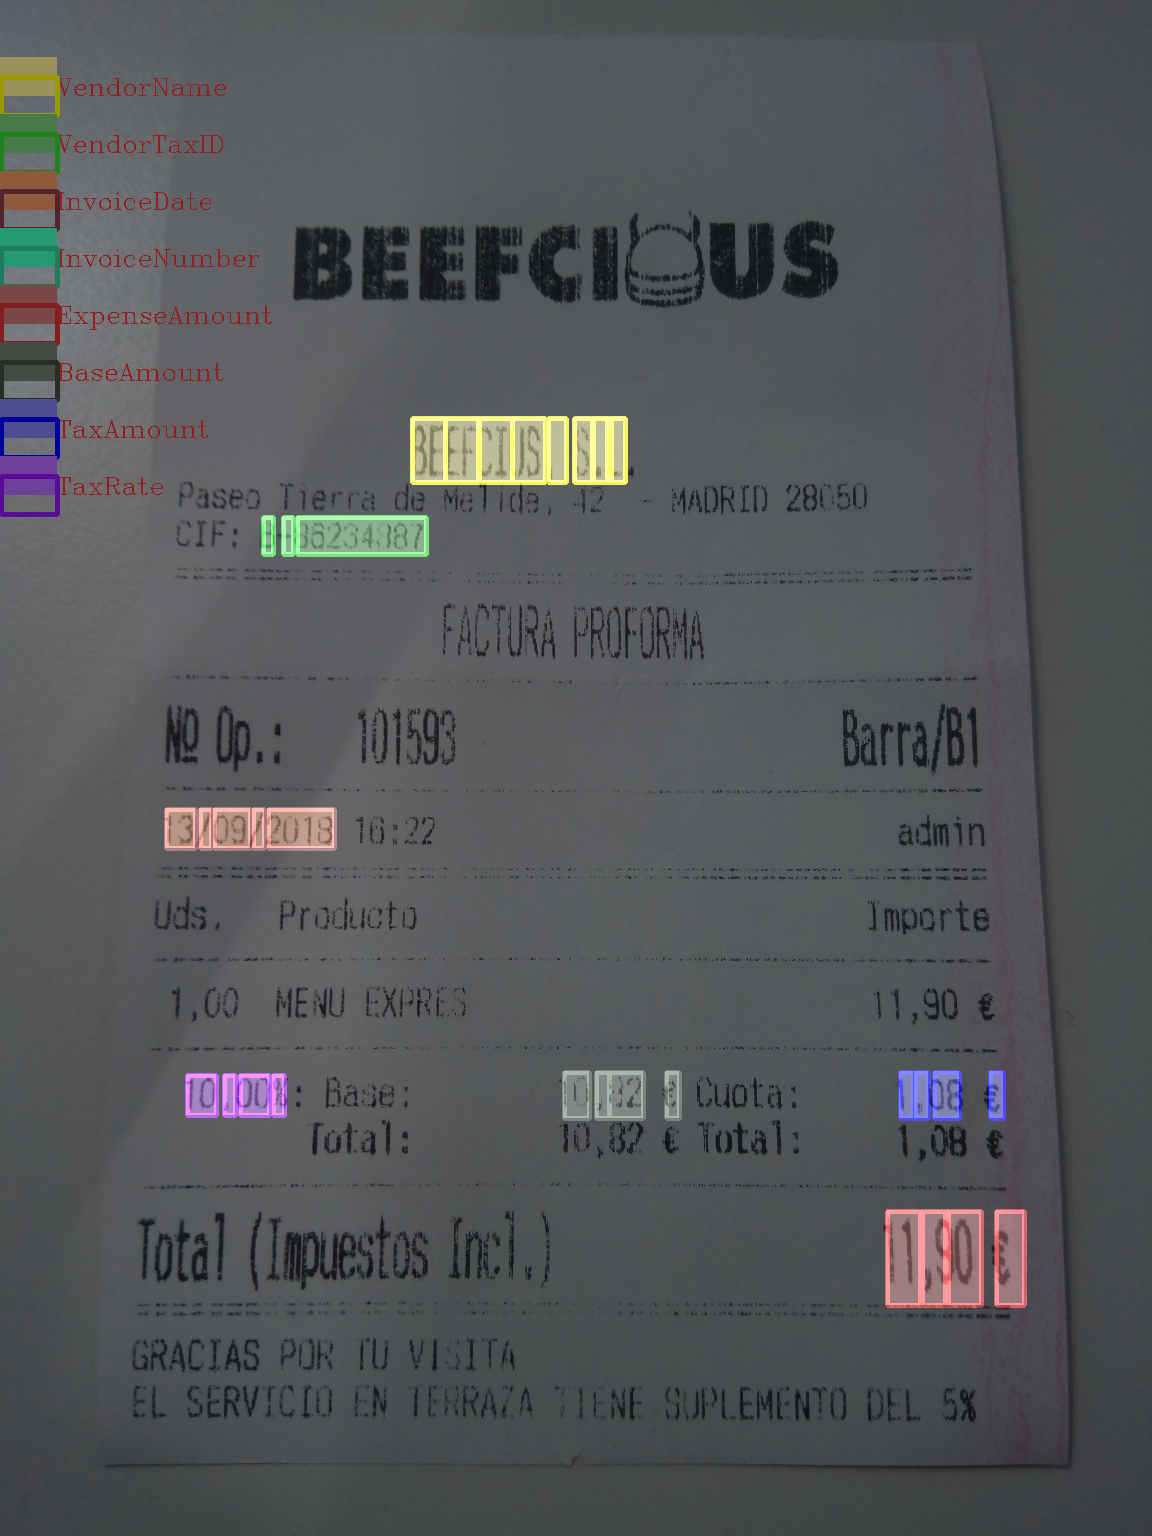 VendorName
VendorTaxID
InvoiceDate
InvoiceNumber
ExpenseAmount
BaseAmount
TaxAmount
TaxRate
BEEFCIOUS
BEEFCIUS, S.L.
Paseo Tierra de Melide, 42 - MADRID 28050
CIF:
FACTURA PROFORMA
Nº Op.: 101593 Barra/B1
13/09/2018 16:22 admin
Uds. Producto Importe
1,00 MENU EXPRES 11,90 €
10,00%: Base: 10,82 € Cuota: 1,08 €
Total: 10,82 € Total: 1,08 €
Total (Impuestos Incl.) 11,90 €
GRACIAS POR TU VISITA
EL SERVICIO EN TERRAZA TIENE SUPLEMENTO DEL 5%